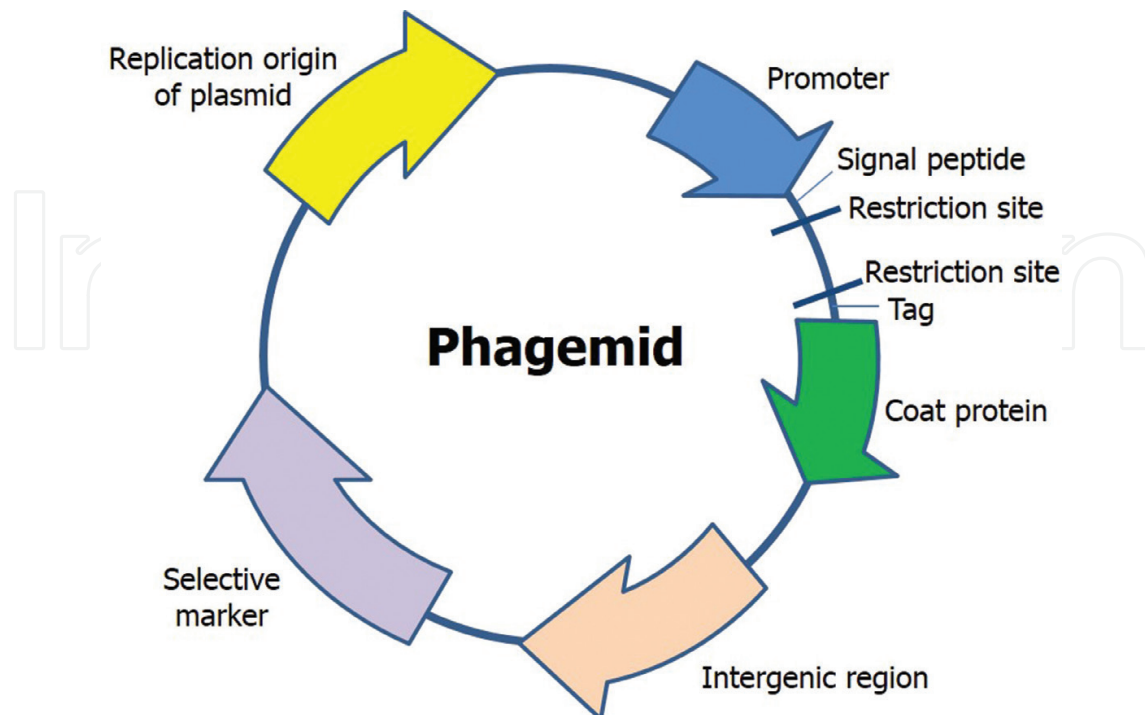 Replication origin
of plasmid
Promoter
Signal peptide
Restriction site
Restriction site
Tag
Phagemid
Coat protein
Selective
marker
Intergenic region